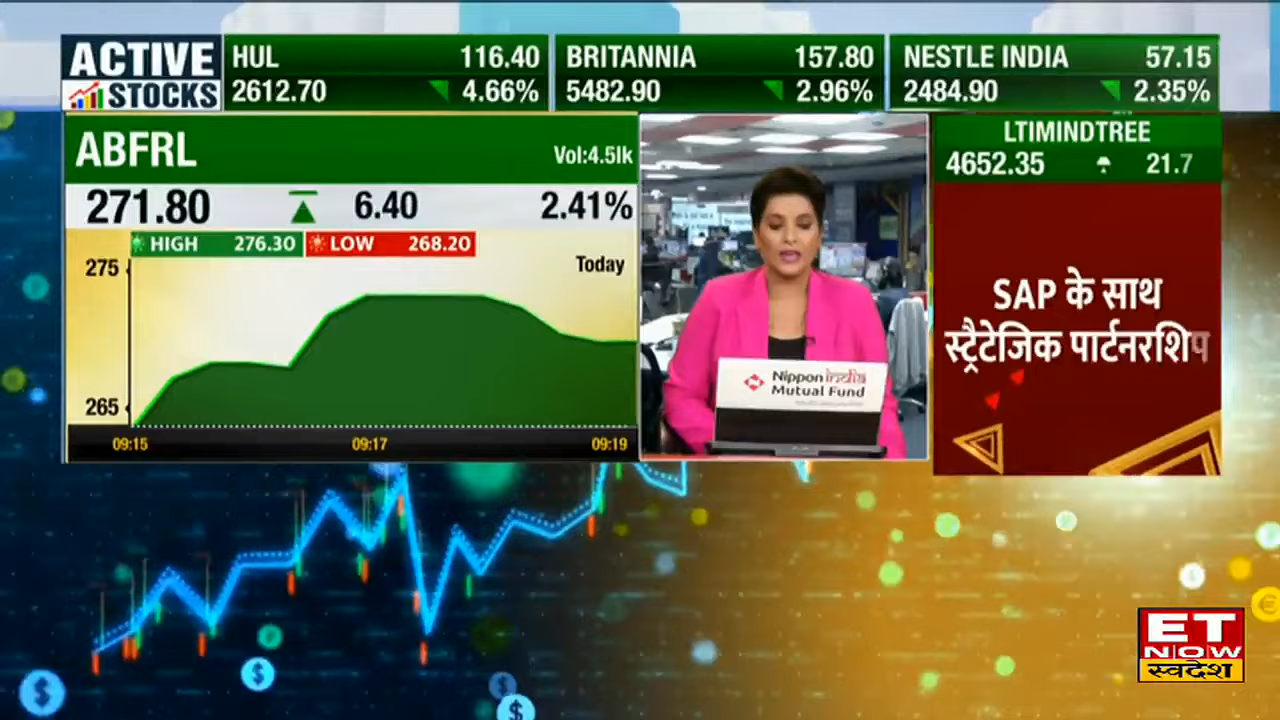 ACTIVE
STOCKS
HUL 116.40
2612.70 4.66%
BRITANNIA 157.80
5482.90 2.96%
NESTLE INDIA 57.15
2484.90 2.35%
ABFRL
Vol:4.5lk
271.80 6.40 2.41%
HIGH 276.30 LOW 268.20
Today
275
265
09:15 09:17 09:19
Nippon india
Mutual Fund
LTIMINDTREE
4652.35 21.7
SAP के साथ
स्ट्रैटेजिक पार्टनरशिप
ET
NOW
स्वदेश